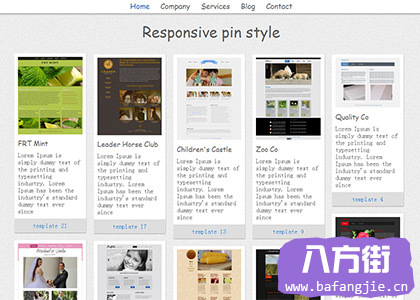 Home Company Services Blog Contact
Responsive pin style
FRT Mint
Lorem Ipsum is
simply dummy text of
the printing and
typesetting
industry. Lorem
Ipsum has been the
industry's standard
dummy text ever
since
template 21
Leader Horse Club
Lorem Ipsum is
simply dummy text of
the printing and
typesetting
industry. Lorem
Ipsum has been the
industry's standard
dummy text ever
since
template 17
Children's Castle
Lorem Ipsum is
simply dummy text of
the printing and
typesetting
industry. Lorem
Ipsum has been the
industry's standard
dummy text ever
since
template 13
Zoo Co
Lorem Ipsum is
simply dummy text of
the printing and
typesetting
industry. Lorem
Ipsum has been the
industry's standard
dummy text ever
since
template 9
Quality Co
Lorem Ipsum is
simply dummy text of
the printing and
typesetting
industry. Lorem
Ipsum has been the
industry's standard
dummy text ever
since
template 4
八方街
www.bafangjie.cn